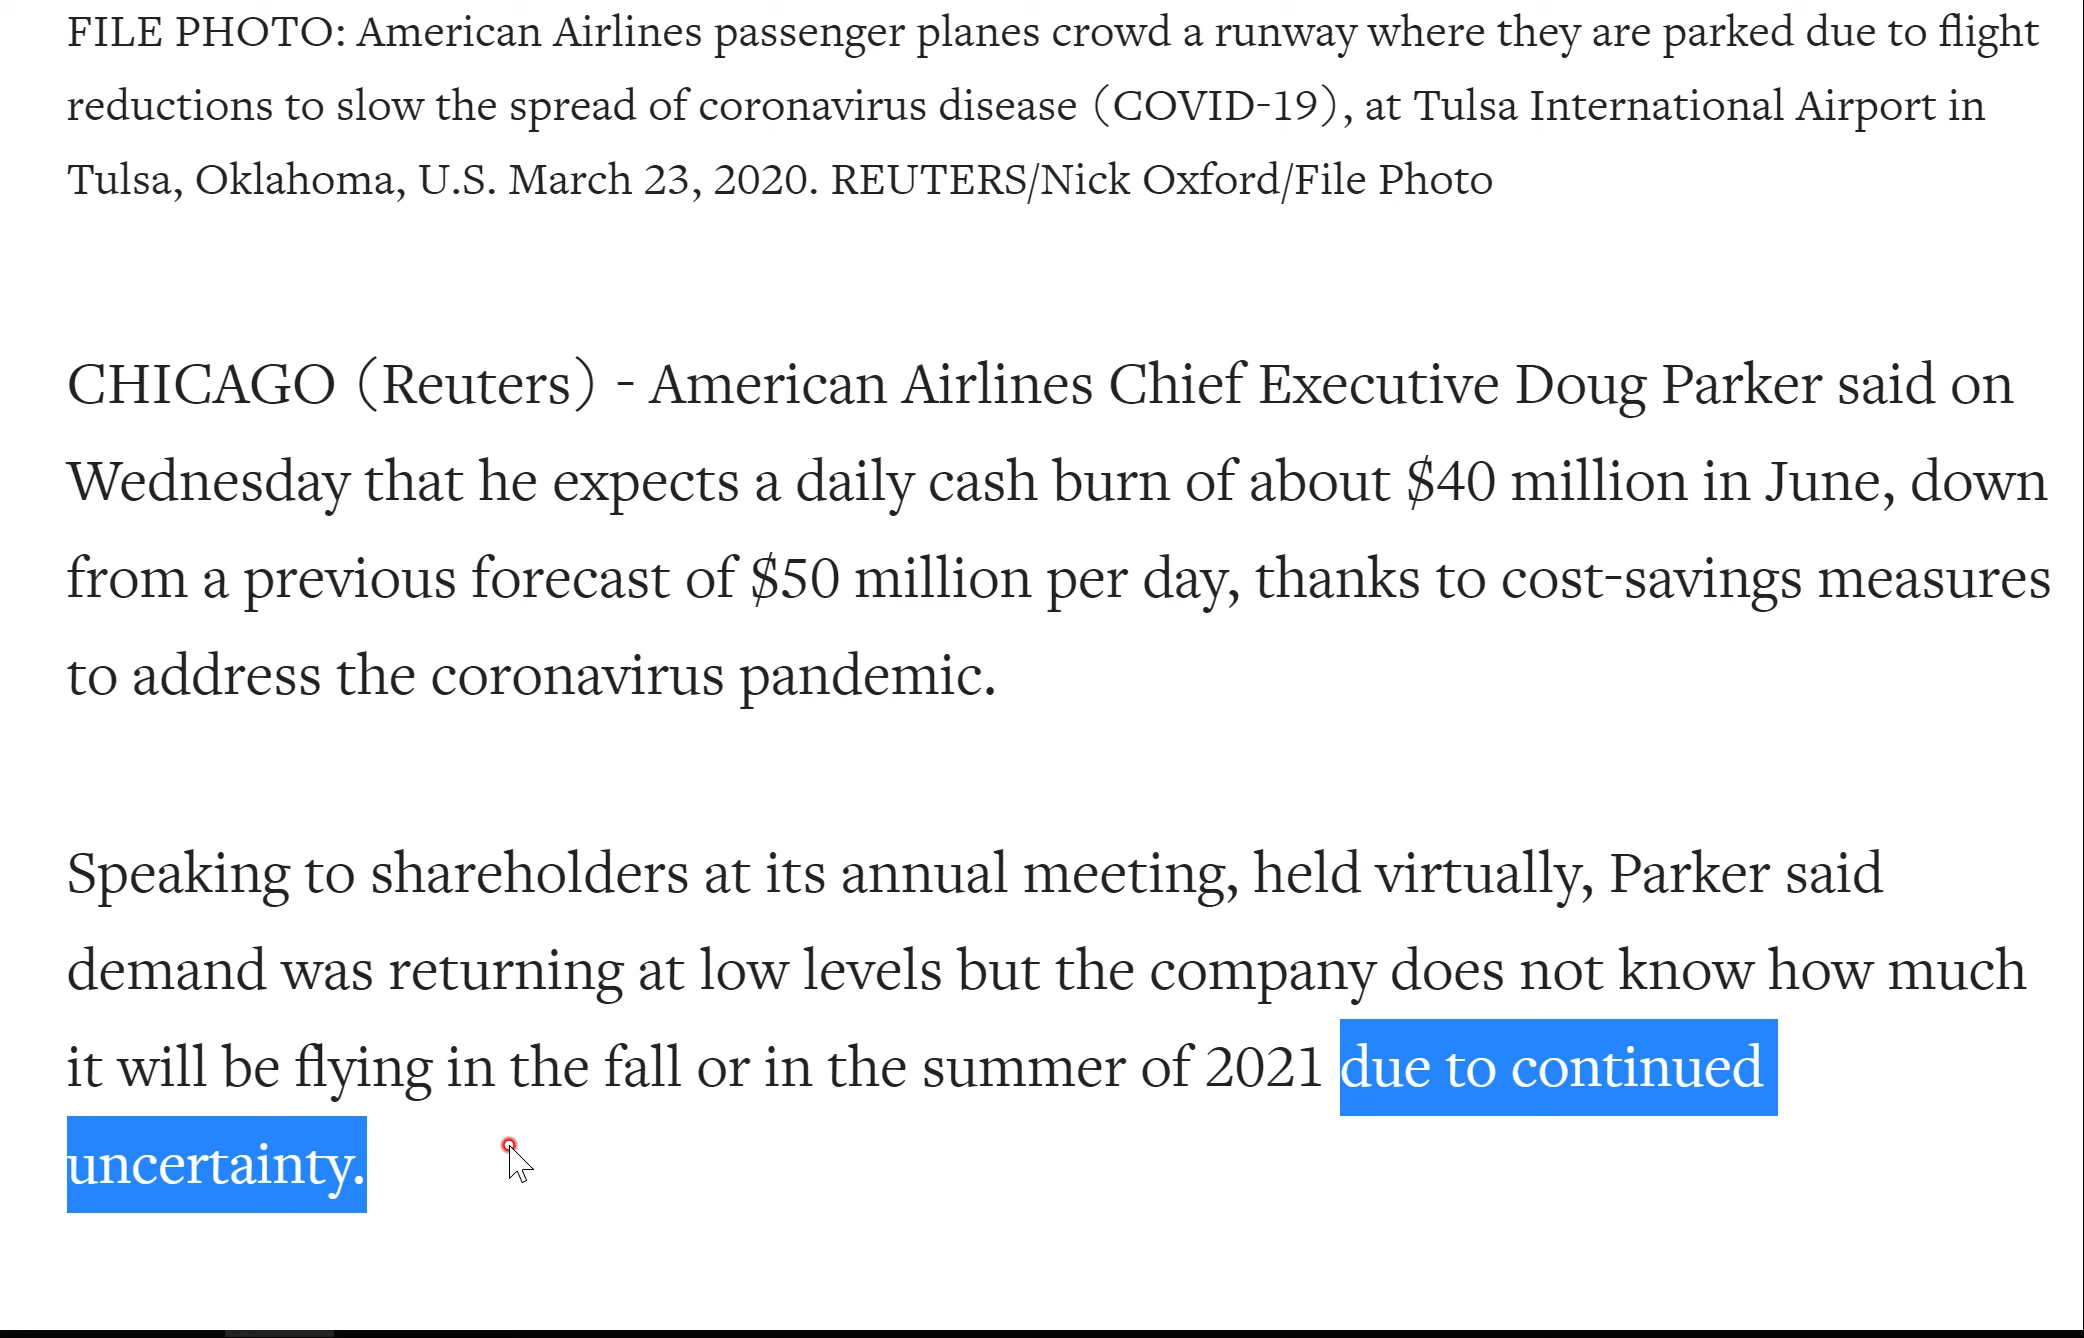 FILE PHOTO: American Airlines passenger planes crowd a runway where they are parked due to flight
reductions to slow the spread of coronavirus disease (COVID-19), at Tulsa International Airport in
Tulsa, Oklahoma, U.S. March 23, 2020. REUTERS/Nick Oxford/File Photo
CHICAGO (Reuters) - American Airlines Chief Executive Doug Parker said on
Wednesday that he expects a daily cash burn of about $40 million in June, down
from a previous forecast of $50 million per day, thanks to cost-savings measures
to address the coronavirus pandemic.
Speaking to shareholders at its annual meeting, held virtually, Parker said
demand was returning at low levels but the company does not know how much
it will be flying in the fall or in the summer of 2021 due to continued
uncertainty.